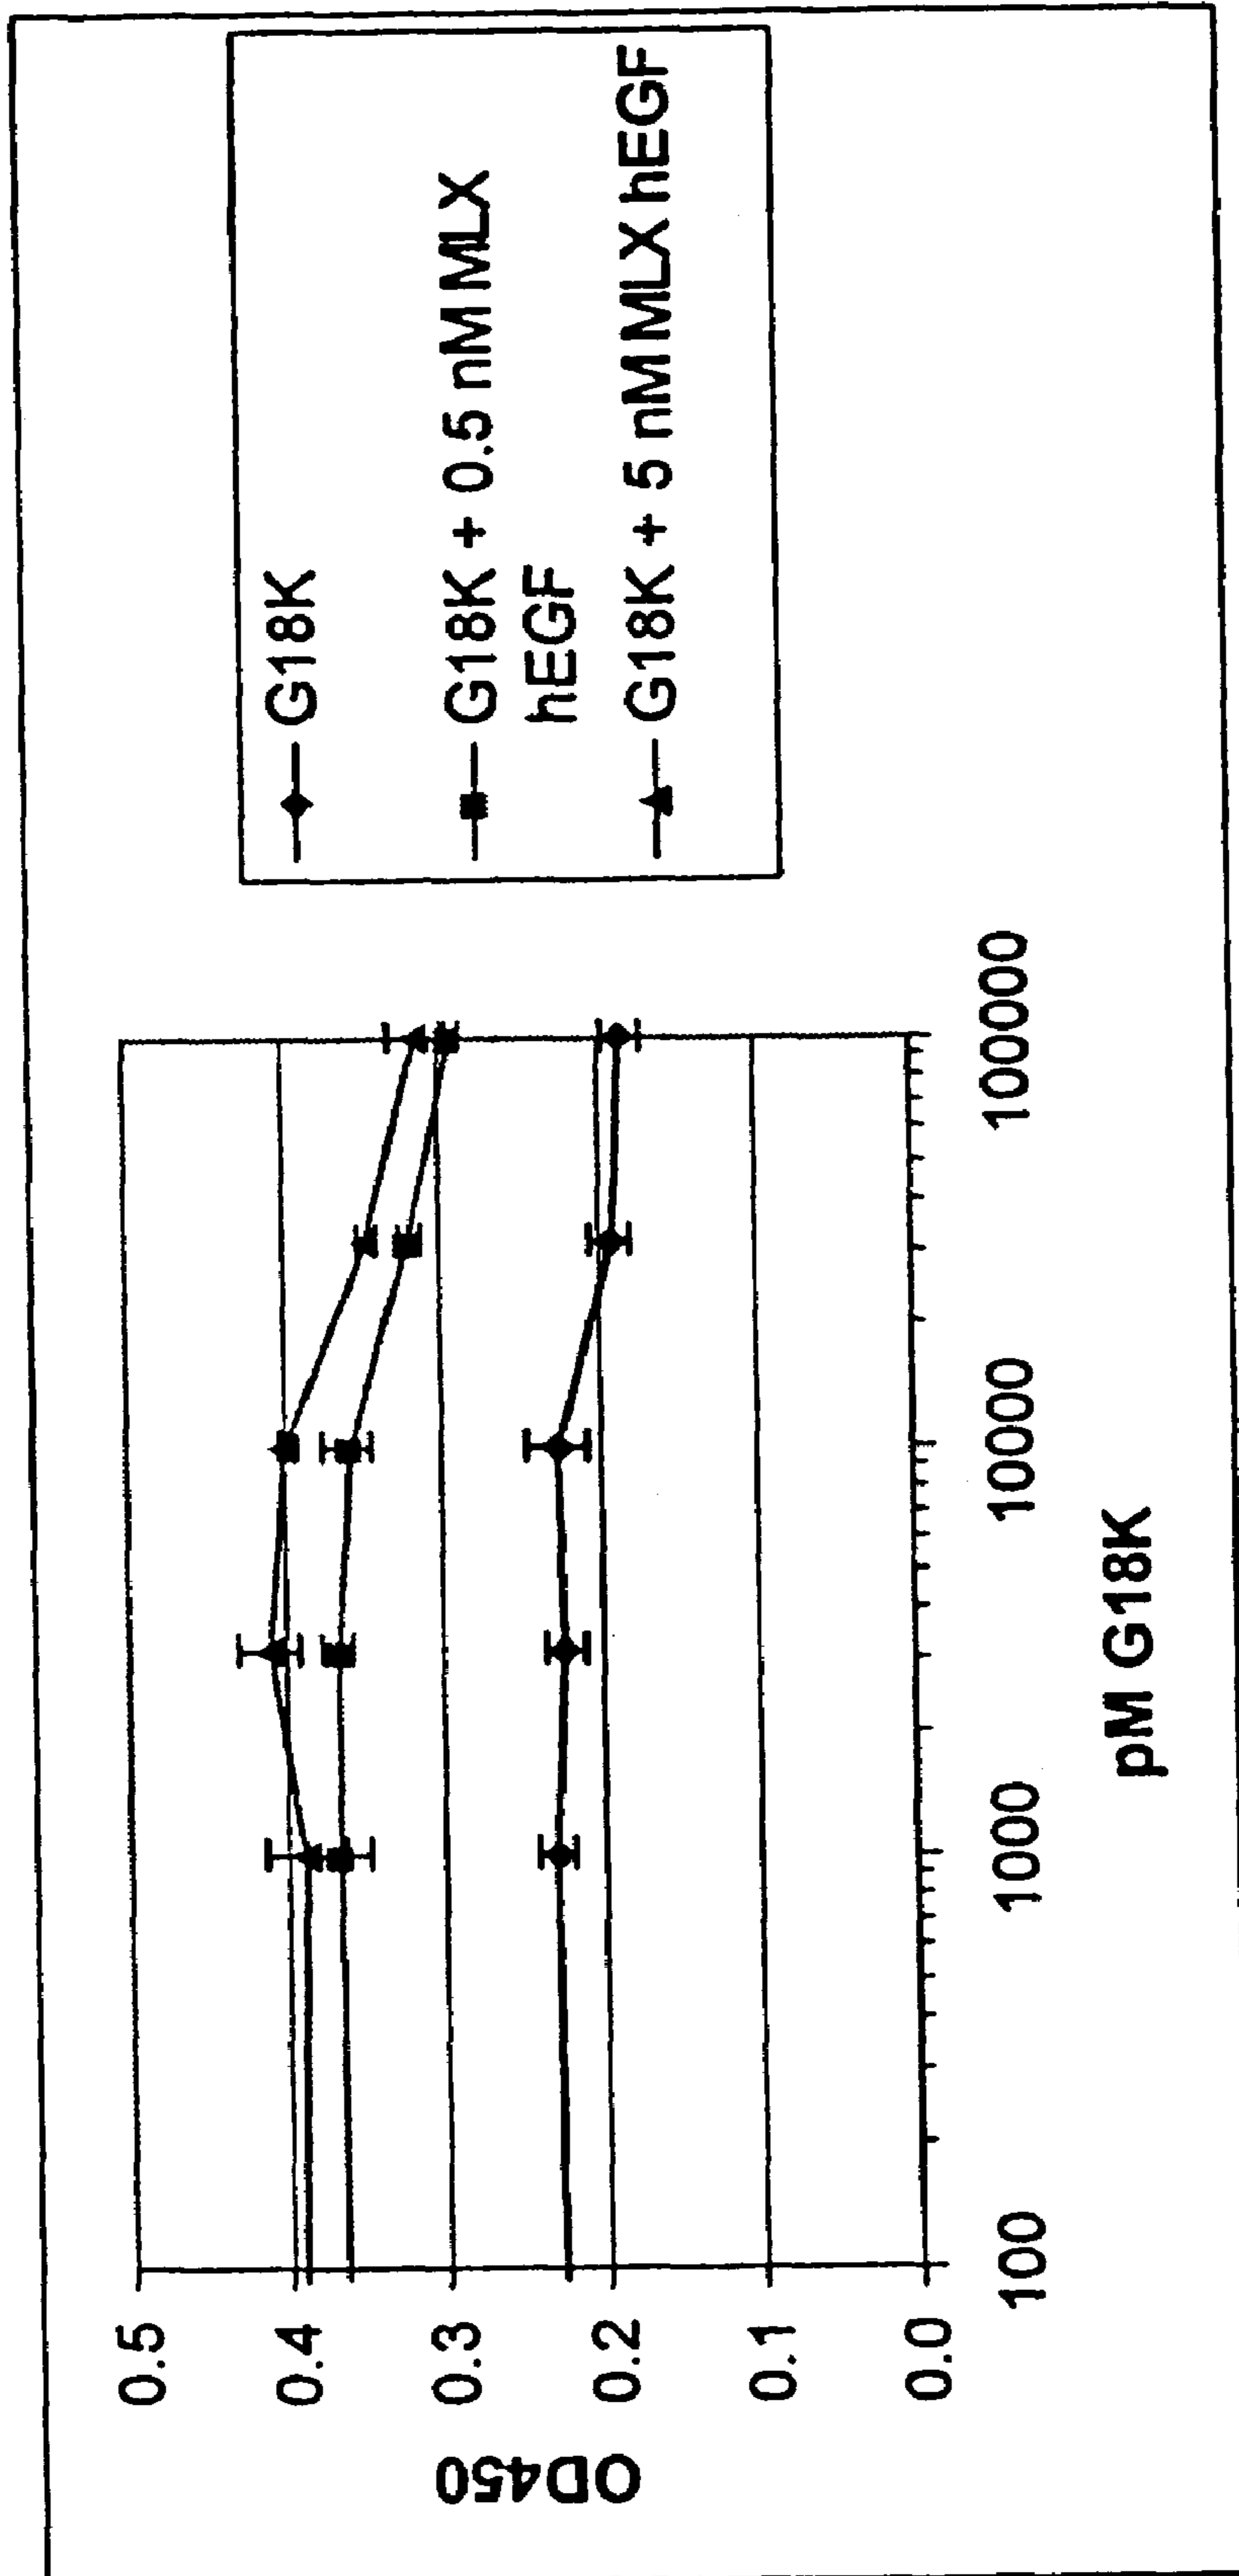 OD450
0.5
0.4
0.3
0.2
0.1
0.0
100
1000
10000
100000
pM G18K
G18K
G18K + 0.5 nM MLX
hEGF
G18K + 5 nM MLX hEGF